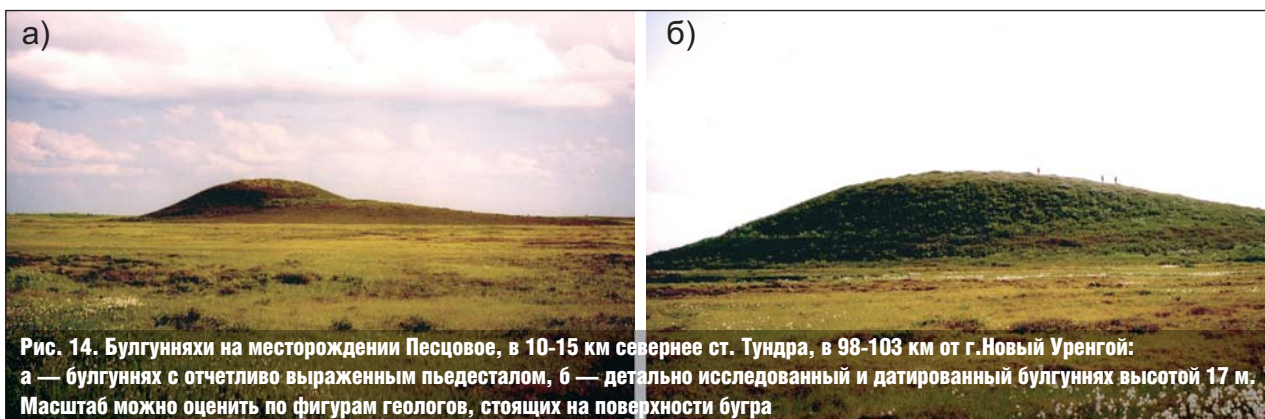 а)
б)
Рис. 14. Булгунняхи на месторождении Песцовое, в 10-15 км севернее ст. Тундра, в 98-103 км от г.Новый Уренгой:
а — булгуннях с отчетливо выраженным пьедесталом, б — детально исследованный и датированный булгуннях высотой 17 м.
Масштаб можно оценить по фигурам геологов, стоящих на поверхности бугра